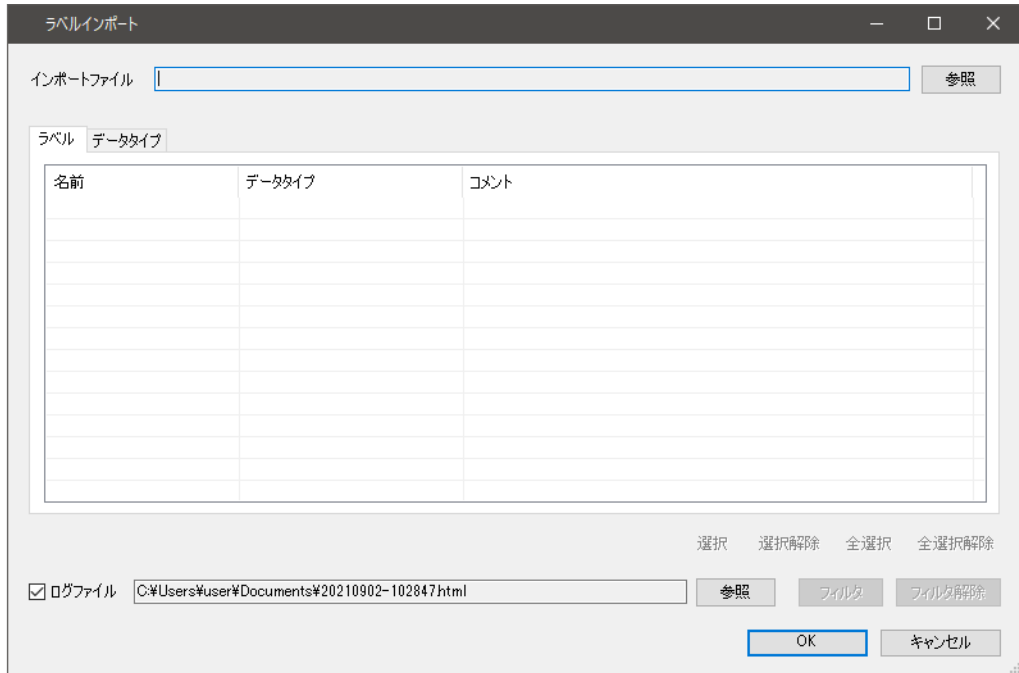 ラベルインポート
インポートファイル 参照
ラベル データタイプ
名前 データタイプ コメント
選択 選択解除 全選択 全選択解除
ログファイル C:¥Users¥user¥Documents¥20210902-102847.html 参照 フィルタ フィルタ解除
OK キャンセル